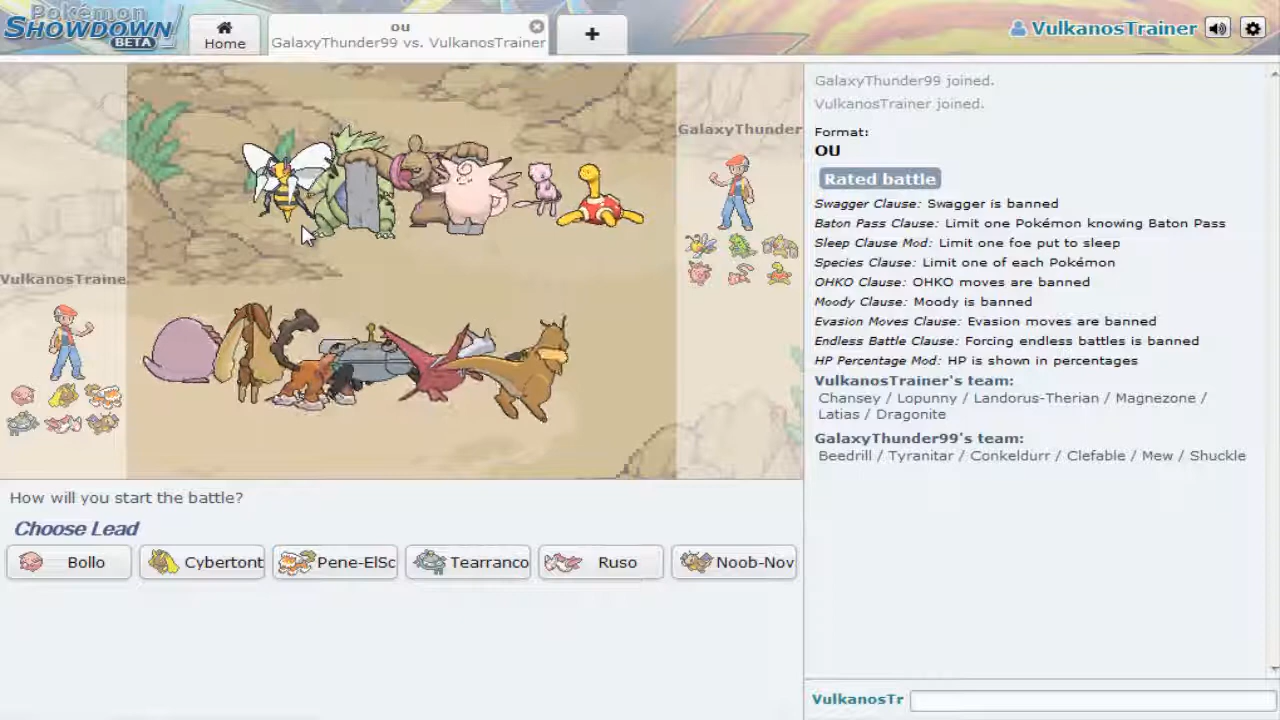 Pokémon
SHOWDOWN
BETA
Home
ou
GalaxyThunder99 vs. VulkanosTrainer
+
VulkanosTrainer
GalaxyThunder
VulkanosTraine
How will you start the battle?
Choose Lead
Bollo
Cybertont
Pene-ElSc
Tearranco
Ruso
Noob-Nov
GalaxyThunder99 joined.
VulkanosTrainer joined.
Format:
OU
Rated battle
Swagger Clause: Swagger is banned
Baton Pass Clause: Limit one Pokémon knowing Baton Pass
Sleep Clause Mod: Limit one foe put to sleep
Species Clause: Limit one of each Pokémon
OHKO Clause: OHKO moves are banned
Moody Clause: Moody is banned
Evasion Moves Clause: Evasion moves are banned
Endless Battle Clause: Forcing endless battles is banned
HP Percentage Mod: HP is shown in percentages
VulkanosTrainer's team:
Chansey / Lopunny / Landorus-Therian / Magnezone /
Latias / Dragonite
GalaxyThunder99's team:
Beedrill / Tyranitar / Conkeldurr / Clefable / Mew / Shuckle
VulkanosTr